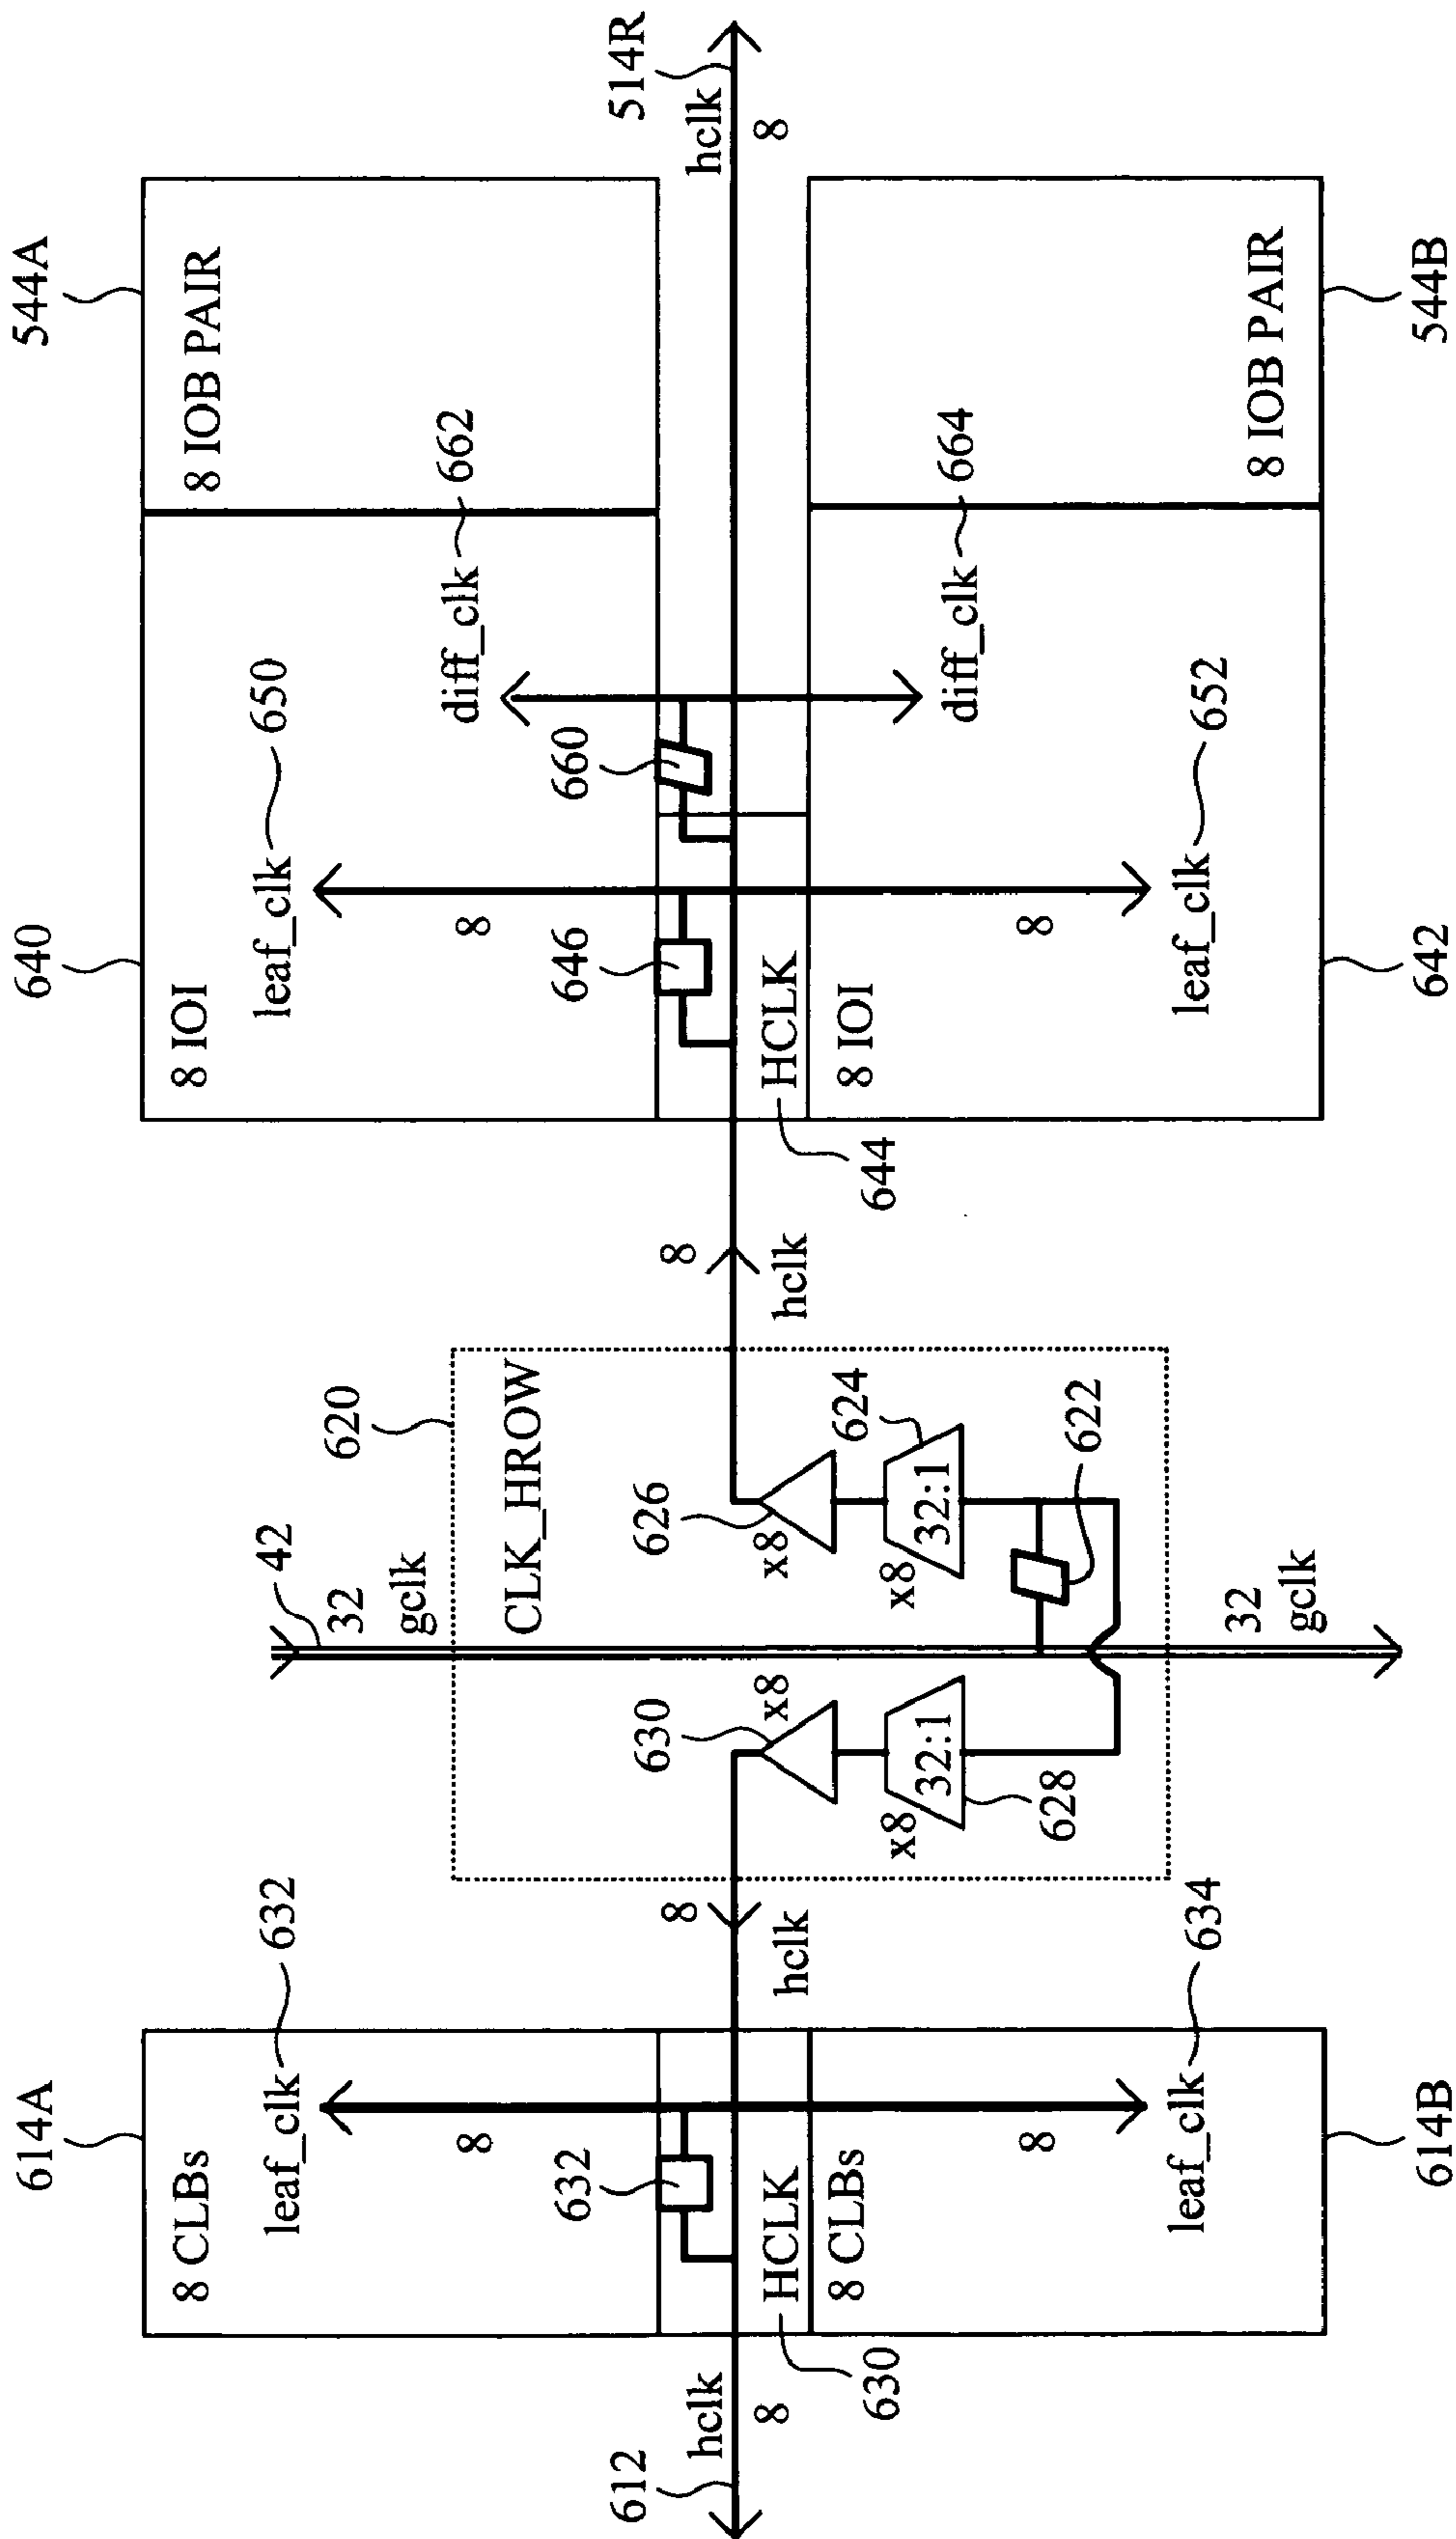 614A
8 CLBs
leaf_clk
632
8
632
HCLK
630
8 CLBs
8
leaf_clk
634
614B
612
hclk
8
8
hclk
620
CLK_HROW
42
32
gclk
630
x8
32:1
x8
628
626
x8
32:1
x8
624
622
32
gclk
8
hclk
640
8 IOI
leaf_clk
650
8
646
660
diff_clk
662
544A
8 IOB PAIR
HCLK
644
8 IOI
8
leaf_clk
652
642
diff_clk
664
8 IOB PAIR
544B
hclk
8
514R